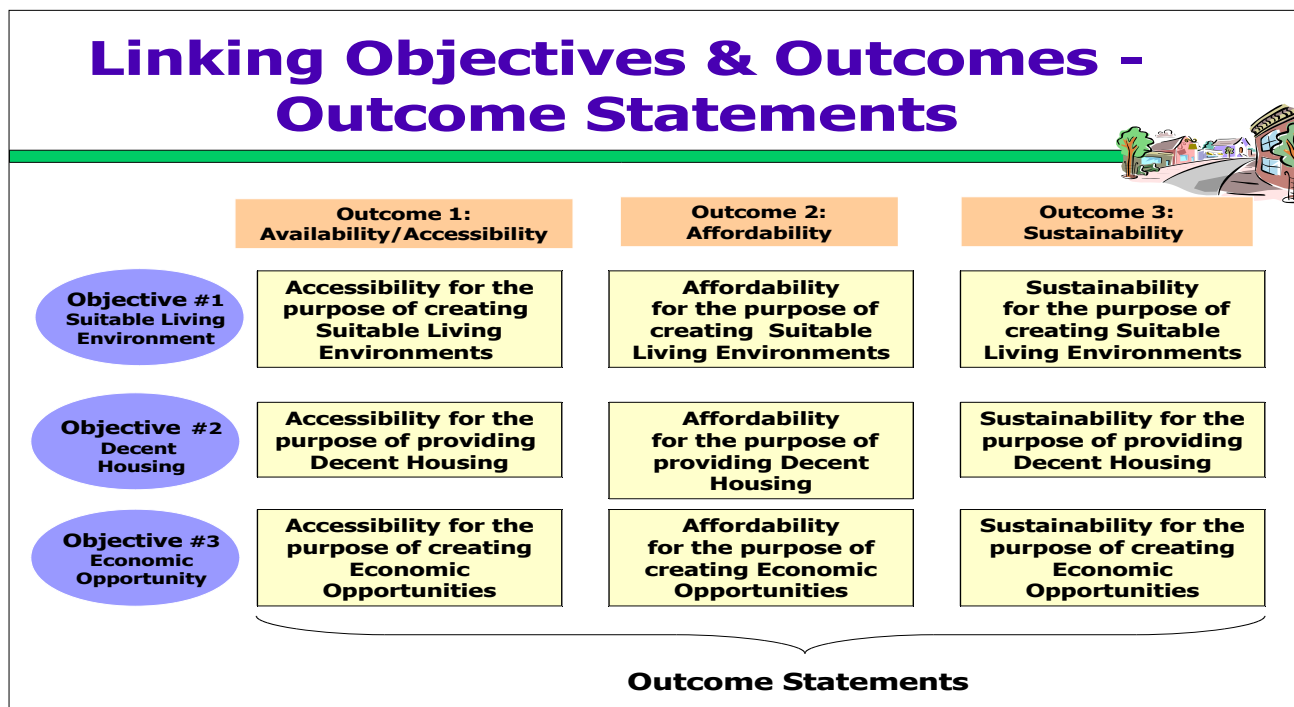 Linking Objectives & Outcomes -
Outcome Statements
Outcome 1:
Availability/Accessibility
Outcome 2:
Affordability
Outcome 3:
Sustainability
Objective #1
Suitable Living
Environment
Accessibility for the
purpose of creating
Suitable Living
Environments
Affordability
for the purpose of
creating Suitable
Living Environments
Sustainability
for the purpose of
creating Suitable
Living Environments
Objective #2
Decent
Housing
Accessibility for the
purpose of providing
Decent Housing
Affordability
for the purpose of
providing Decent
Housing
Sustainability for the
purpose of providing
Decent Housing
Objective #3
Economic
Opportunity
Accessibility for the
purpose of creating
Economic
Opportunities
Affordability
for the purpose of
creating Economic
Opportunities
Sustainability for the
purpose of creating
Economic
Opportunities
Outcome Statements